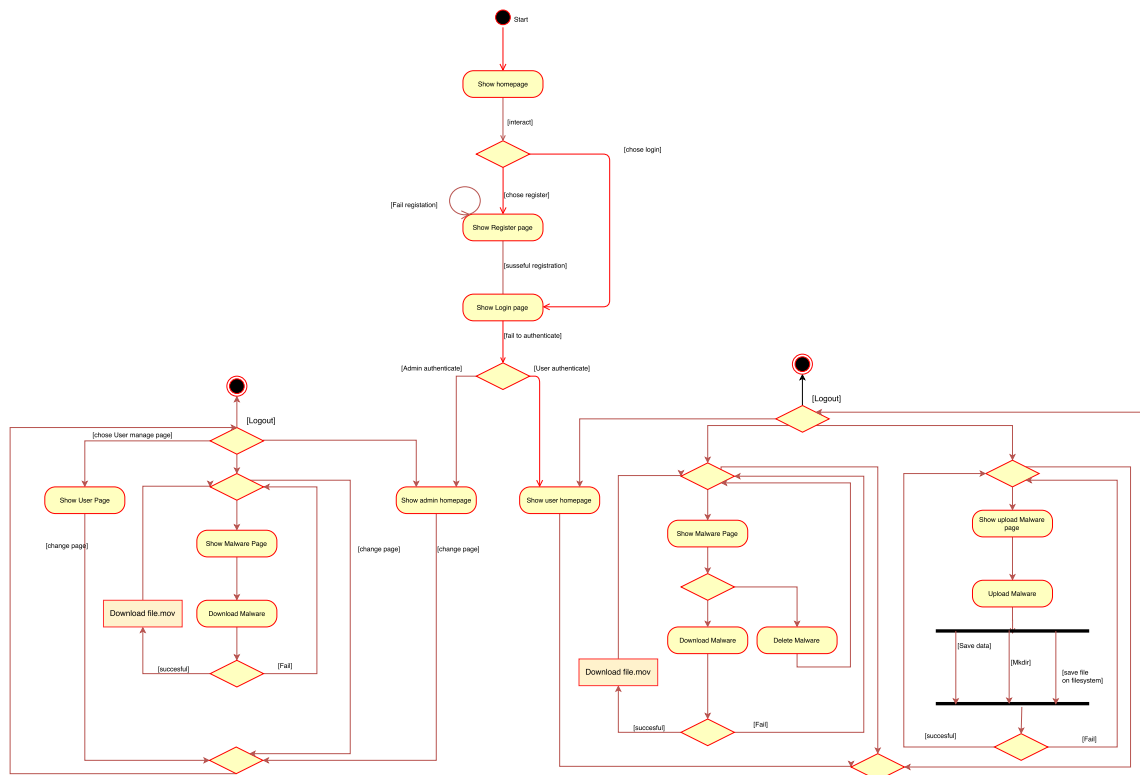 Start
Show homepage
[interact]
[chose login]
[chose register]
[Fail registation]
Show Register page
[susseful registration]
Show Login page
[fail to authenticate]
[Admin authenticate]
[User authenticate]
[Logout]
[chose User manage page]
Show User Page
Show admin homepage
[change page]
Show Malware Page
[change page]
[change page]
Download file.mov
Download Malware
[succesful]
[Fail]
[Logout]
Show user homepage
Show Malware Page
Download Malware
Delete Malware
Download file.mov
[succesful]
[Fail]
Show upload Malware
page
Upload Malware
[Save data]
[Mkdir]
[save file
on filesystem]
[succesful]
[Fail]